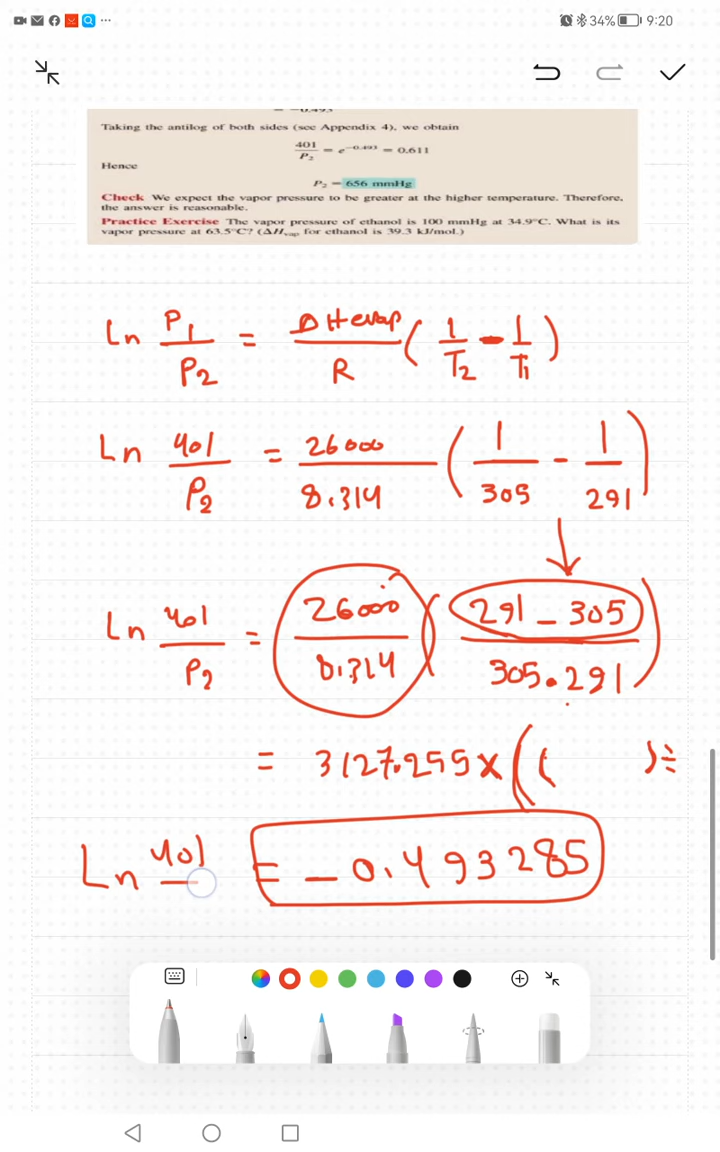 34% 9:20
= −0.493
Taking the antilog of both sides (see Appendix 4), we obtain
401/P₂ = e^−0.493 = 0.611
Hence
P₂ = 656 mmHg
Check We expect the vapor pressure to be greater at the higher temperature. Therefore,
the answer is reasonable.
Practice Exercise The vapor pressure of ethanol is 100 mmHg at 34.9°C. What is its
vapor pressure at 63.5°C? (ΔHvap for ethanol is 39.3 kJ/mol.)
Ln P1/P2 = ΔHevap/R (1/T2 - 1/T1)
Ln 401/P2 = 26000/8.314 (1/305 - 1/291)
Ln 401/P2 = 26000/8.314 (291 - 305/305.291)
= 3127.255 x (( ) ÷
Ln 401 = - 0.493285